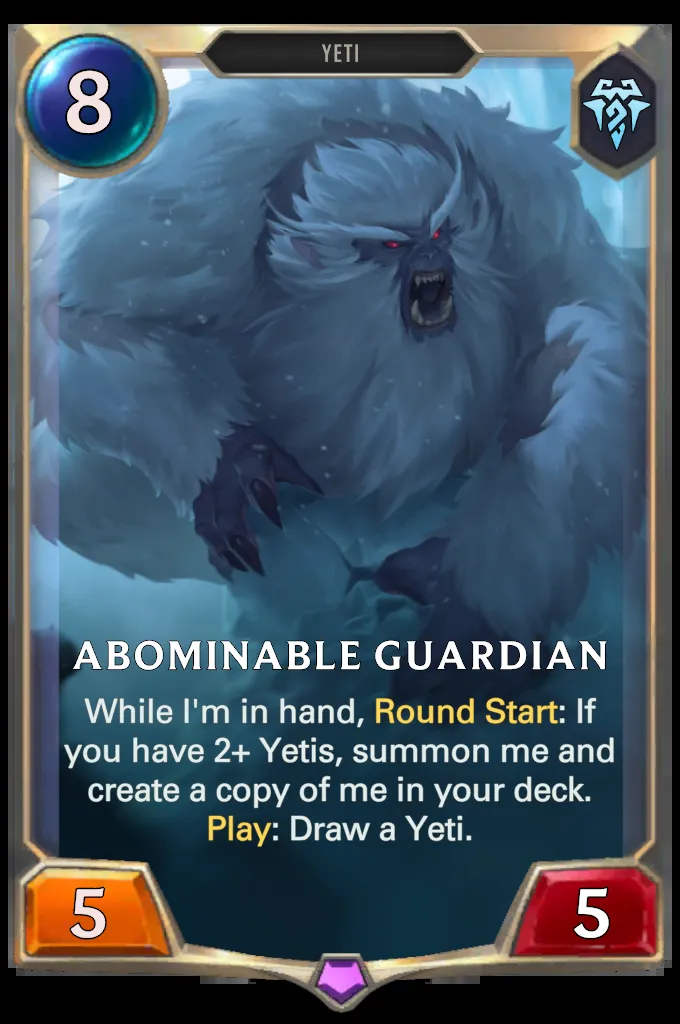 YETI
8
ABOMINABLE GUARDIAN
While I'm in hand, Round Start: If
you have 2+ Yetis, summon me and
create a copy of me in your deck.
Play: Draw a Yeti.
5
5